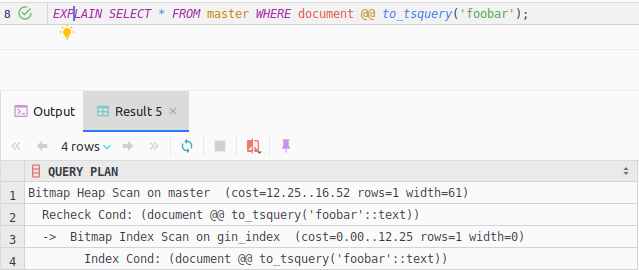 8 EXPLAIN SELECT * FROM master WHERE document @@ to_tsquery('foobar');
Output Result 5 ×
4 rows
QUERY PLAN
1 Bitmap Heap Scan on master (cost=12.25..16.52 rows=1 width=61)
2 Recheck Cond: (document @@ to_tsquery('foobar'::text))
3 -> Bitmap Index Scan on gin_index (cost=0.00..12.25 rows=1 width=0)
4 Index Cond: (document @@ to_tsquery('foobar'::text))